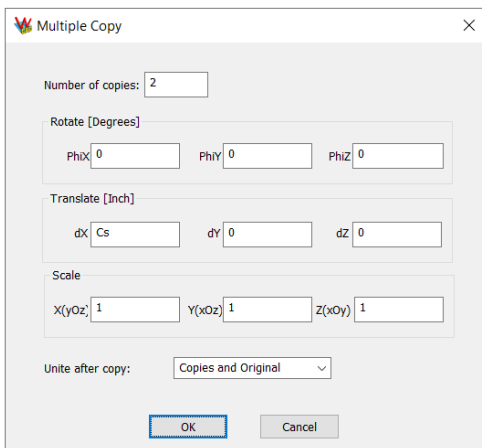 Multiple Copy
Number of copies: 2
Rotate [Degrees]
PhiX 0 PhiY 0 PhiZ 0
Translate [Inch]
dX Cs dY 0 dZ 0
Scale
X(yOz) 1 Y(xOz) 1 Z(xOy) 1
Unite after copy: Copies and Original
OK Cancel